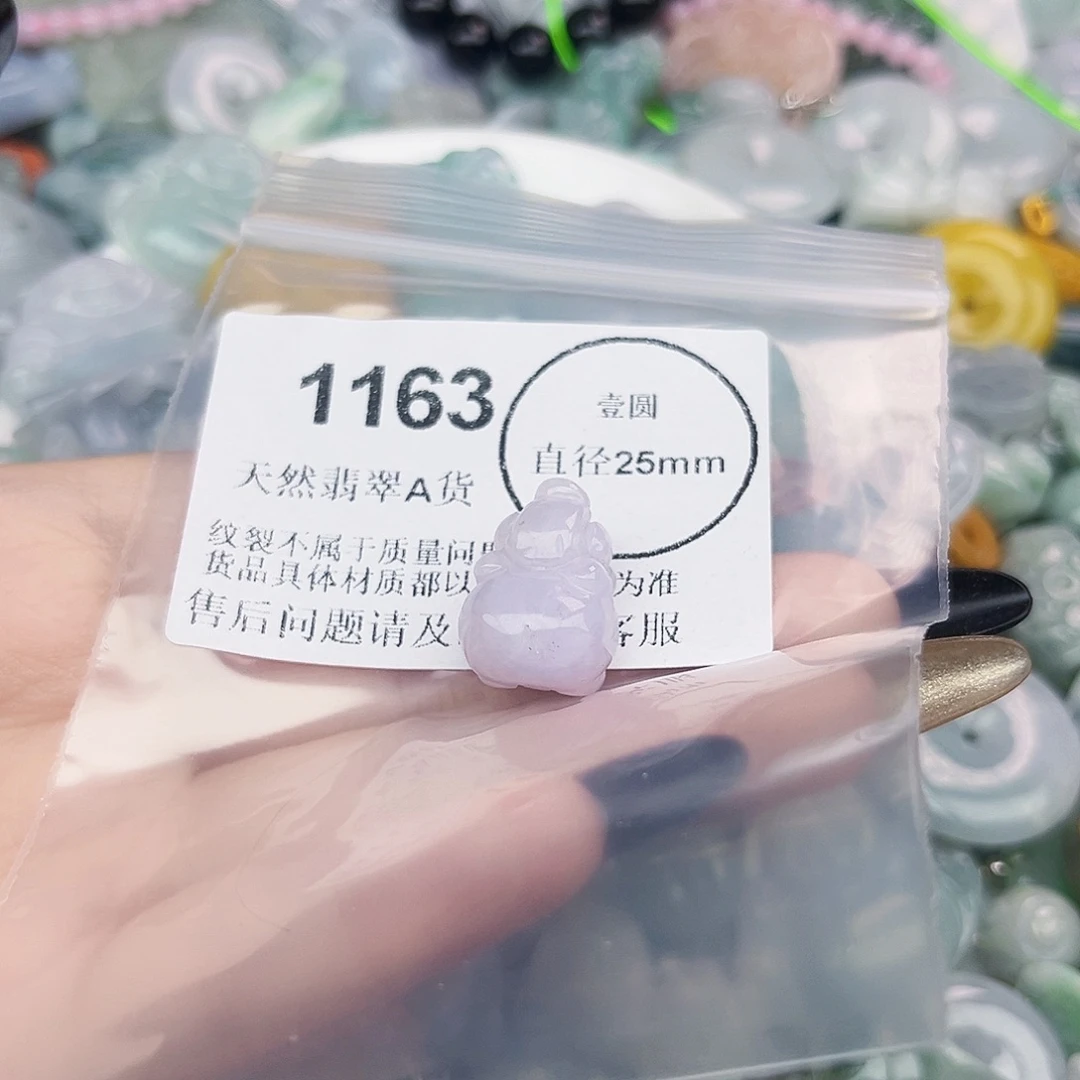 1163
壹圆
直径25mm
天然翡翠A货
纹裂不属于质量问
货品具体材质都以 为准
售后问题请及 客服